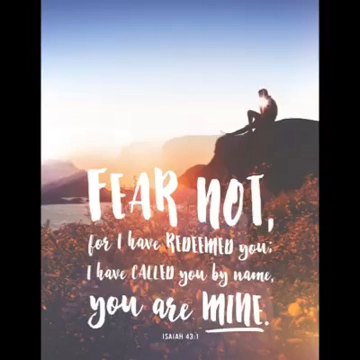 FEAR NOT,
for I have REDEEMED you;
I have CALLED you by name,
you are MINE.
ISAIAH 43:1